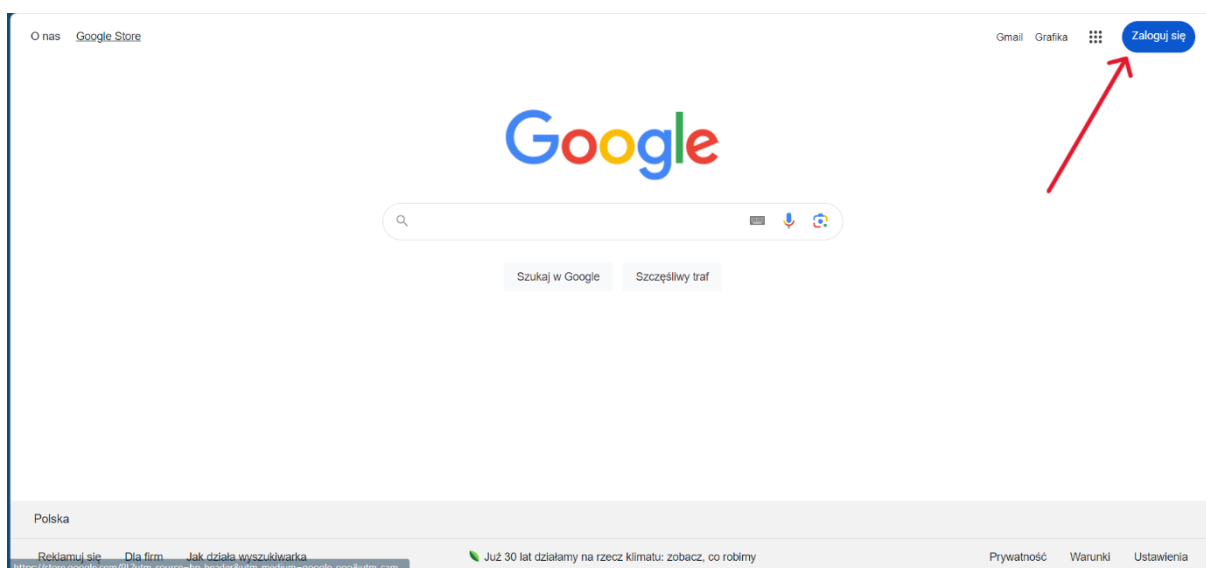 O nas Google Store Gmail Grafika Zaloguj się
Google
Szukaj w Google Szczęśliwy traf
Polska
Reklamuj się Dla firm Jak działa wyszukiwarka Już 30 lat działamy na rzecz klimatu: zobacz, co robimy Prywatność Warunki Ustawienia